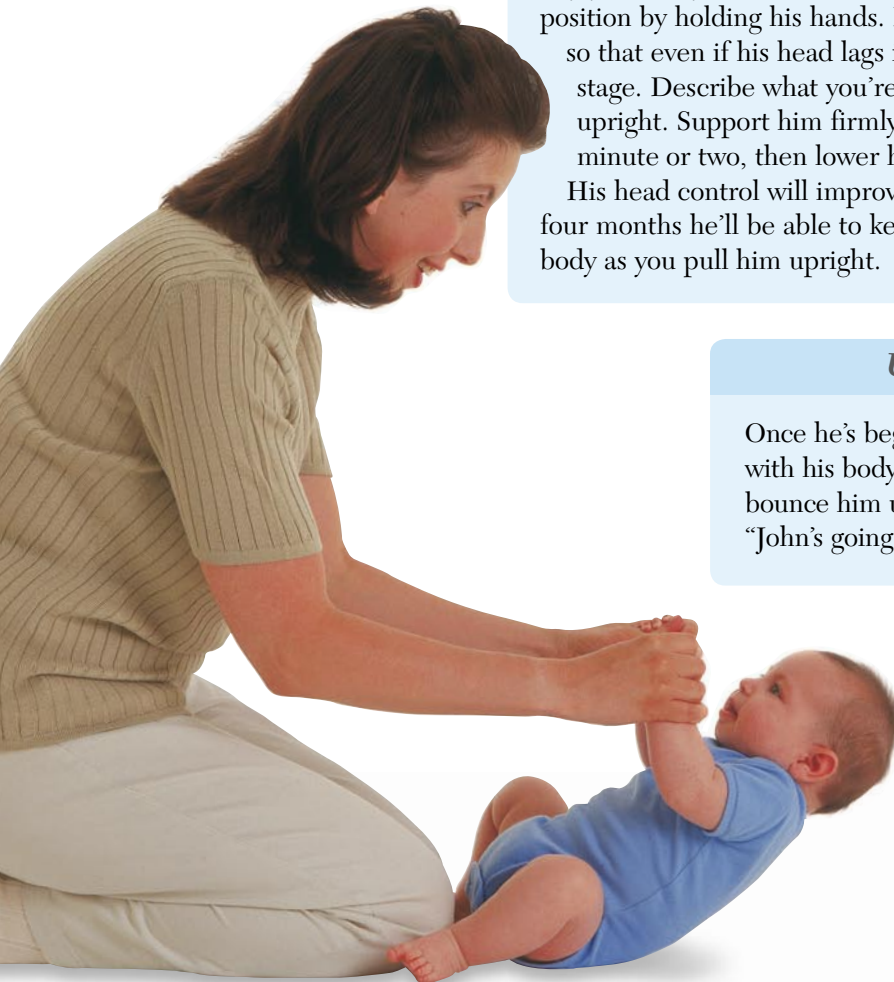 position by holding his hands.
so that even if his head lags
stage. Describe what you’re
upright. Support him firmly
minute or two, then lower
His head control will improv
four months he’ll be able to ke
body as you pull him upright.
Once he’s beg
with his body
bounce him
“John’s going